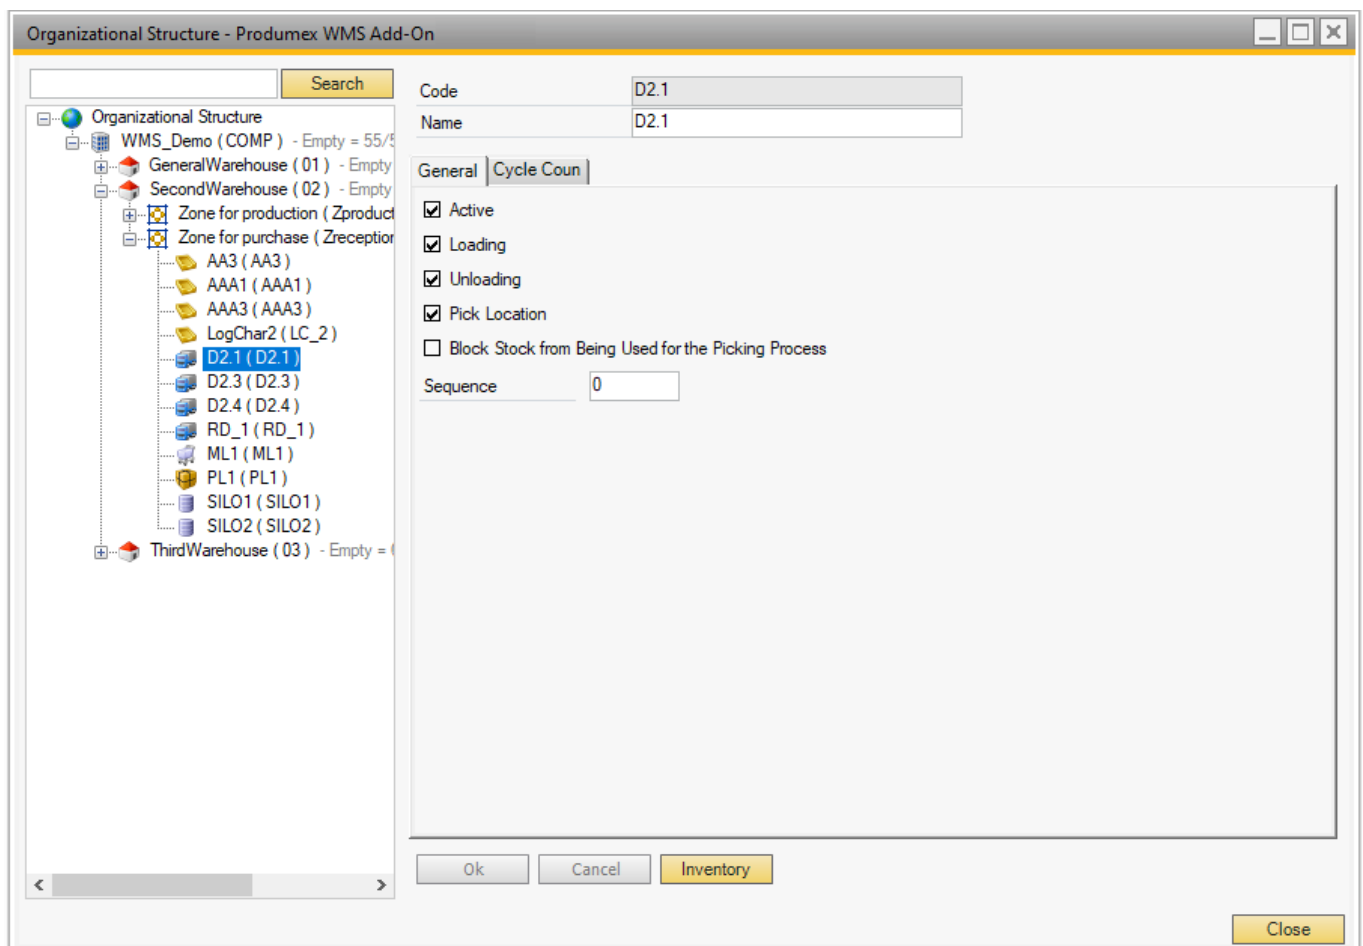 Organizational Structure - Produmex WMS Add-On
Search
Organizational Structure
WMS_Demo ( COMP ) - Empty = 55/5
GeneralWarehouse ( 01 ) - Empty
SecondWarehouse ( 02 ) - Empty
Zone for production ( Zproduct
Zone for purchase ( Zreception
AA3 ( AA3 )
AAA1 ( AAA1 )
AAA3 ( AAA3 )
LogChar2 ( LC_2 )
D2.1 ( D2.1 )
D2.3 ( D2.3 )
D2.4 ( D2.4 )
RD_1 ( RD_1 )
ML1 ( ML1 )
PL1 ( PL1 )
SILO1 ( SILO1 )
SILO2 ( SILO2 )
ThirdWarehouse ( 03 ) - Empty =
Code D2.1
Name D2.1
General Cycle Coun
Active
Loading
Unloading
Pick Location
Block Stock from Being Used for the Picking Process
Sequence 0
Ok Cancel Inventory
Close